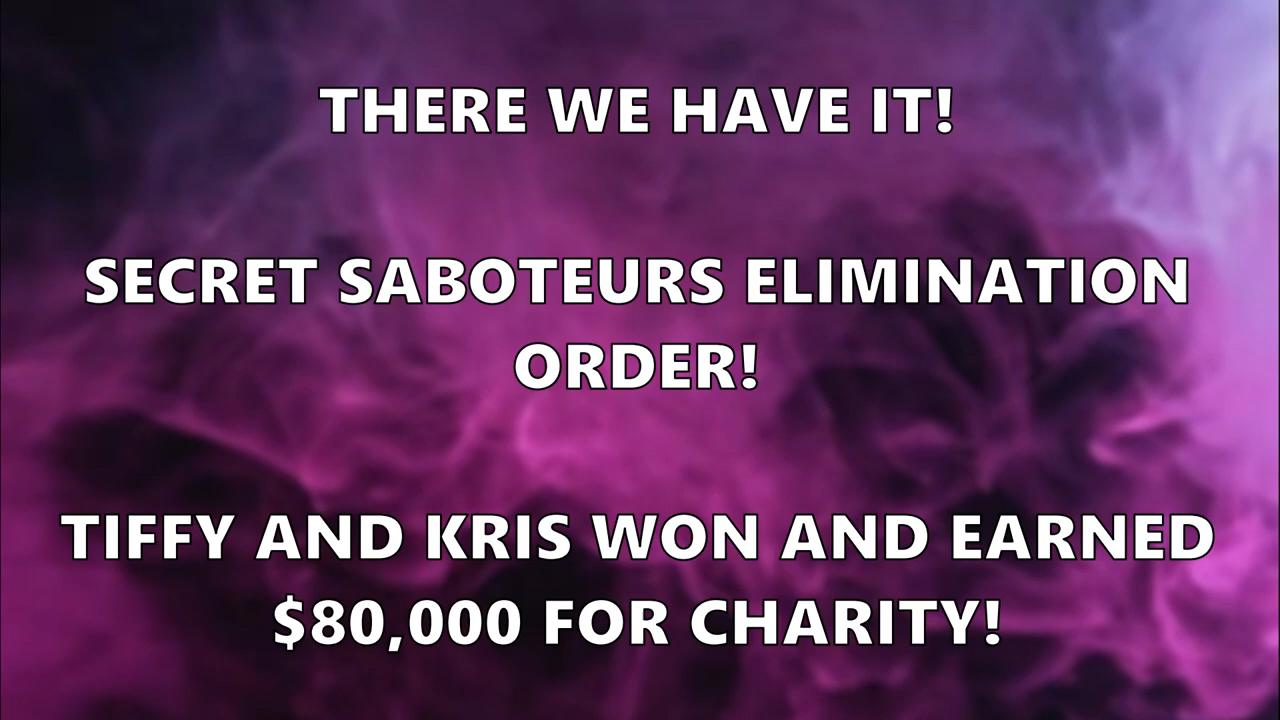 THERE WE HAVE IT!
SECRET SABOTEURS ELIMINATION
ORDER!
TIFFY AND KRIS WON AND EARNED
$80,000 FOR CHARITY!